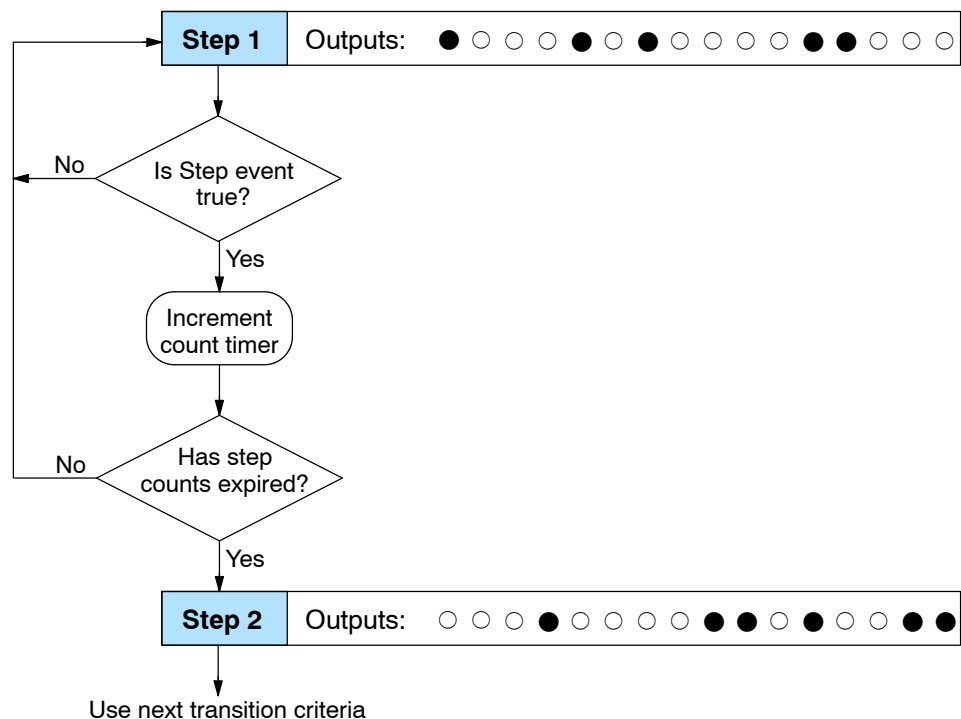 Step 1 Outputs:
Is Step event
true?
No
Yes
Increment
count timer
Has step
counts expired?
No
Yes
Step 2 Outputs:
Use next transition criteria